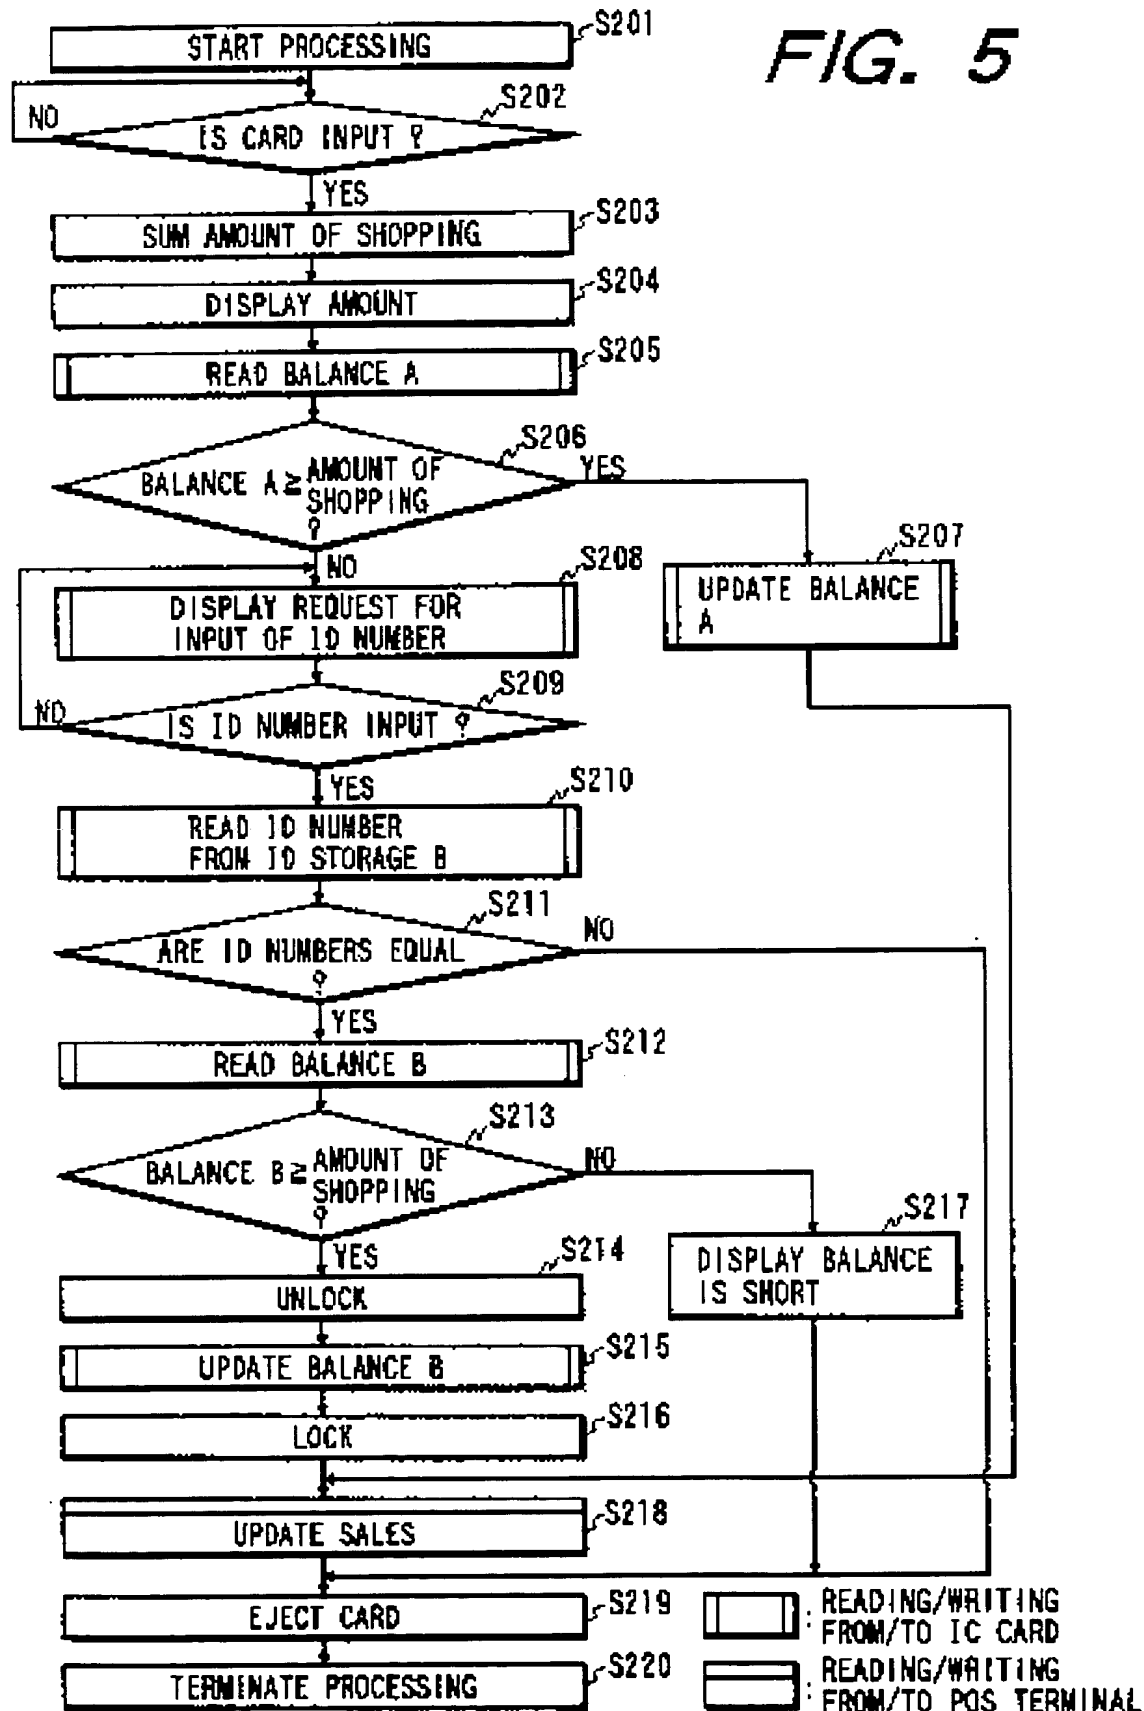 FIG. 5
S201
START PROCESSING
S202
NO
IS CARD INPUT ?
YES
S203
SUM AMOUNT OF SHOPPING
S204
DISPLAY AMOUNT
S205
READ BALANCE A
S206
BALANCE A ≧ AMOUNT OF
SHOPPING
?
YES
NO
S207
UPDATE BALANCE
A
S208
DISPLAY REQUEST FOR
INPUT OF ID NUMBER
S209
NO
IS ID NUMBER INPUT ?
YES
S210
READ ID NUMBER
FROM ID STORAGE B
S211
ARE ID NUMBERS EQUAL
?
NO
YES
S212
READ BALANCE B
S213
BALANCE B ≧ AMOUNT OF
SHOPPING
?
NO
YES
S217
DISPLAY BALANCE
IS SHORT
S214
UNLOCK
S215
UPDATE BALANCE B
S216
LOCK
S218
UPDATE SALES
S219
EJECT CARD
S220
TERMINATE PROCESSING
: READING/WRITING
FROM/TO IC CARD
: READING/WRITING
FROM/TO POS TERMINAL